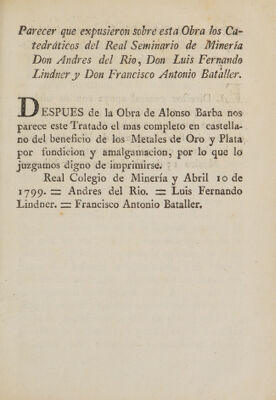 Parecer que expusieron sobre esta Obra los Ca-
tedráticos del Real Seminario de Minería
Don Andres del Rio, Don Luis Fernando
Lindner y Don Francisco Antonio Bataller.
DESPUES de la Obra de Alonso Barba nos
parece este Tratado el mas completo en castella-
no del beneficio de los Metales de Oro y Plata
por fundicion y amalgamacion, por lo que lo
juzgamos digno de imprimirse.
Real Colegio de Minería y Abril 10 de
1799. = Andres del Rio. = Luis Fernando
Lindner. = Francisco Antonio Bataller.